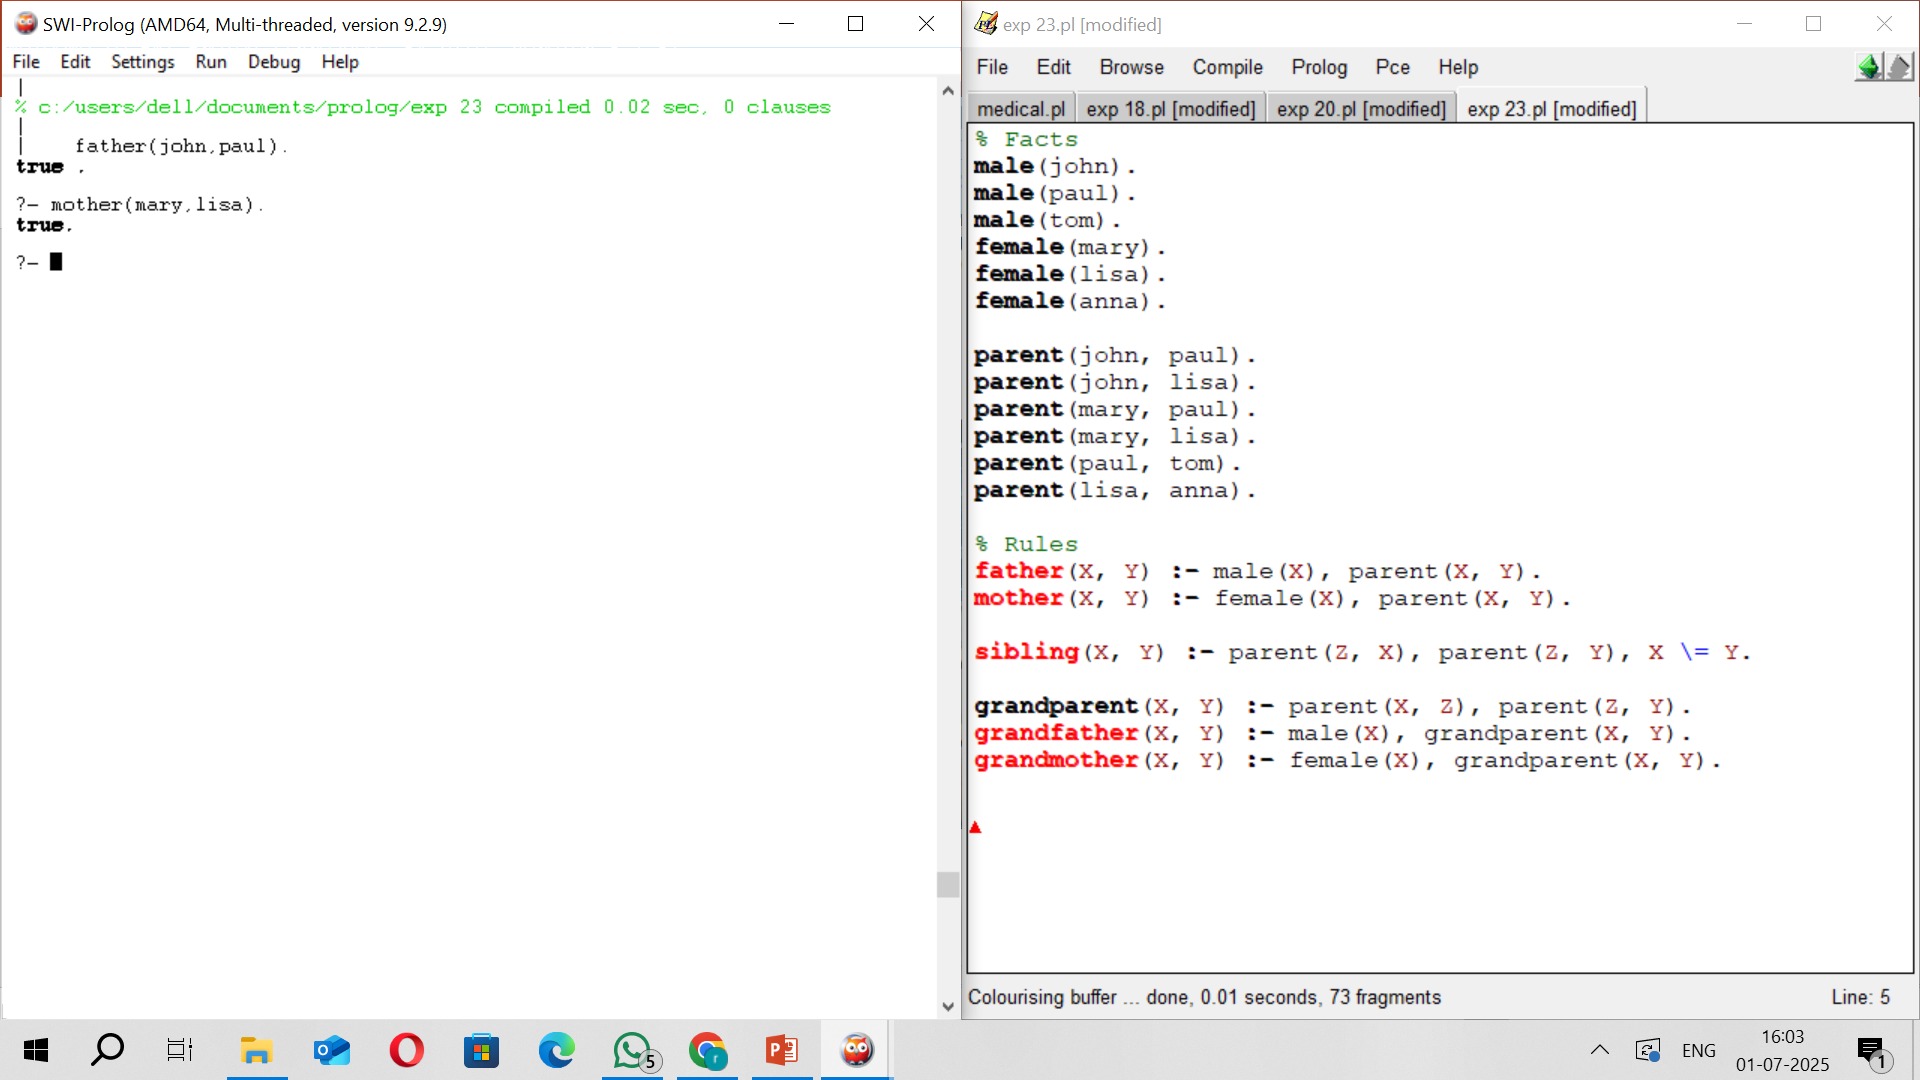 SWI-Prolog (AMD64, Multi-threaded, version 9.2.9)
File Edit Settings Run Debug Help
|
% c:/users/dell/documents/prolog/exp 23 compiled 0.02 sec, 0 clauses
|
|    father(john,paul).
true .
?- mother(mary,lisa).
true.
?-
exp 23.pl [modified]
File Edit Browse Compile Prolog Pce Help
medical.pl exp 18.pl [modified] exp 20.pl [modified] exp 23.pl [modified]
% Facts
male(john).
male(paul).
male(tom).
female(mary).
female(lisa).
female(anna).
parent(john, paul).
parent(john, lisa).
parent(mary, paul).
parent(mary, lisa).
parent(paul, tom).
parent(lisa, anna).
% Rules
father(X, Y) :- male(X), parent(X, Y).
mother(X, Y) :- female(X), parent(X, Y).
sibling(X, Y) :- parent(Z, X), parent(Z, Y), X \= Y.
grandparent(X, Y) :- parent(X, Z), parent(Z, Y).
grandfather(X, Y) :- male(X), grandparent(X, Y).
grandmother(X, Y) :- female(X), grandparent(X, Y).
Colourising buffer ... done, 0.01 seconds, 73 fragments Line: 5
5
r
P
ENG
16:03
01-07-2025
1